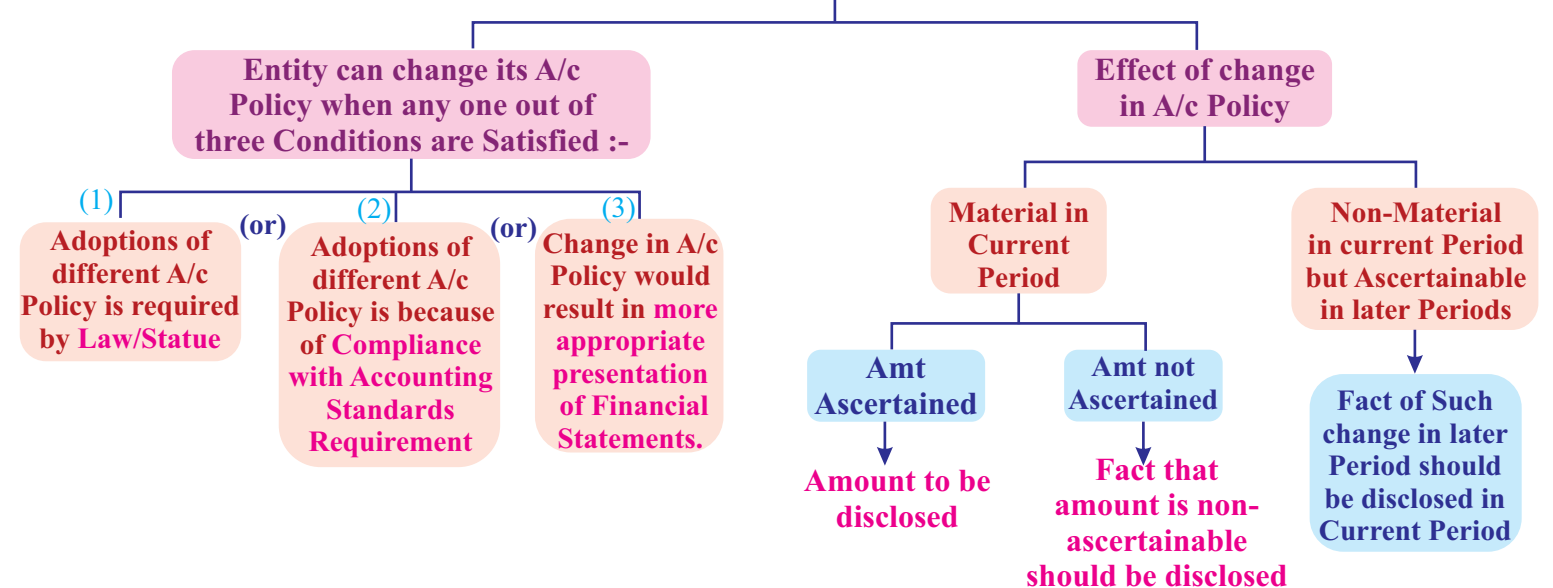 Entity can change its A/c
Policy when any one out of
three Conditions are Satisfied :-
(1)
Adoptions of
different A/c
Policy is required
by Law/Statue
(or)
(2)
Adoptions of
different A/c
Policy is because
of Compliance
with Accounting
Standards
Requirement
(or)
(3)
Change in A/c
Policy would
result in more
appropriate
presentation
of Financial
Statements.
Effect of change
in A/c Policy
Material in
Current
Period
Amt
Ascertained
Amount to be
disclosed
Amt not
Ascertained
Fact that
amount is non-
ascertainable
should be disclosed
Non-Material
in current Period
but Ascertainable
in later Periods
Fact of Such
change in later
Period should
be disclosed in
Current Period